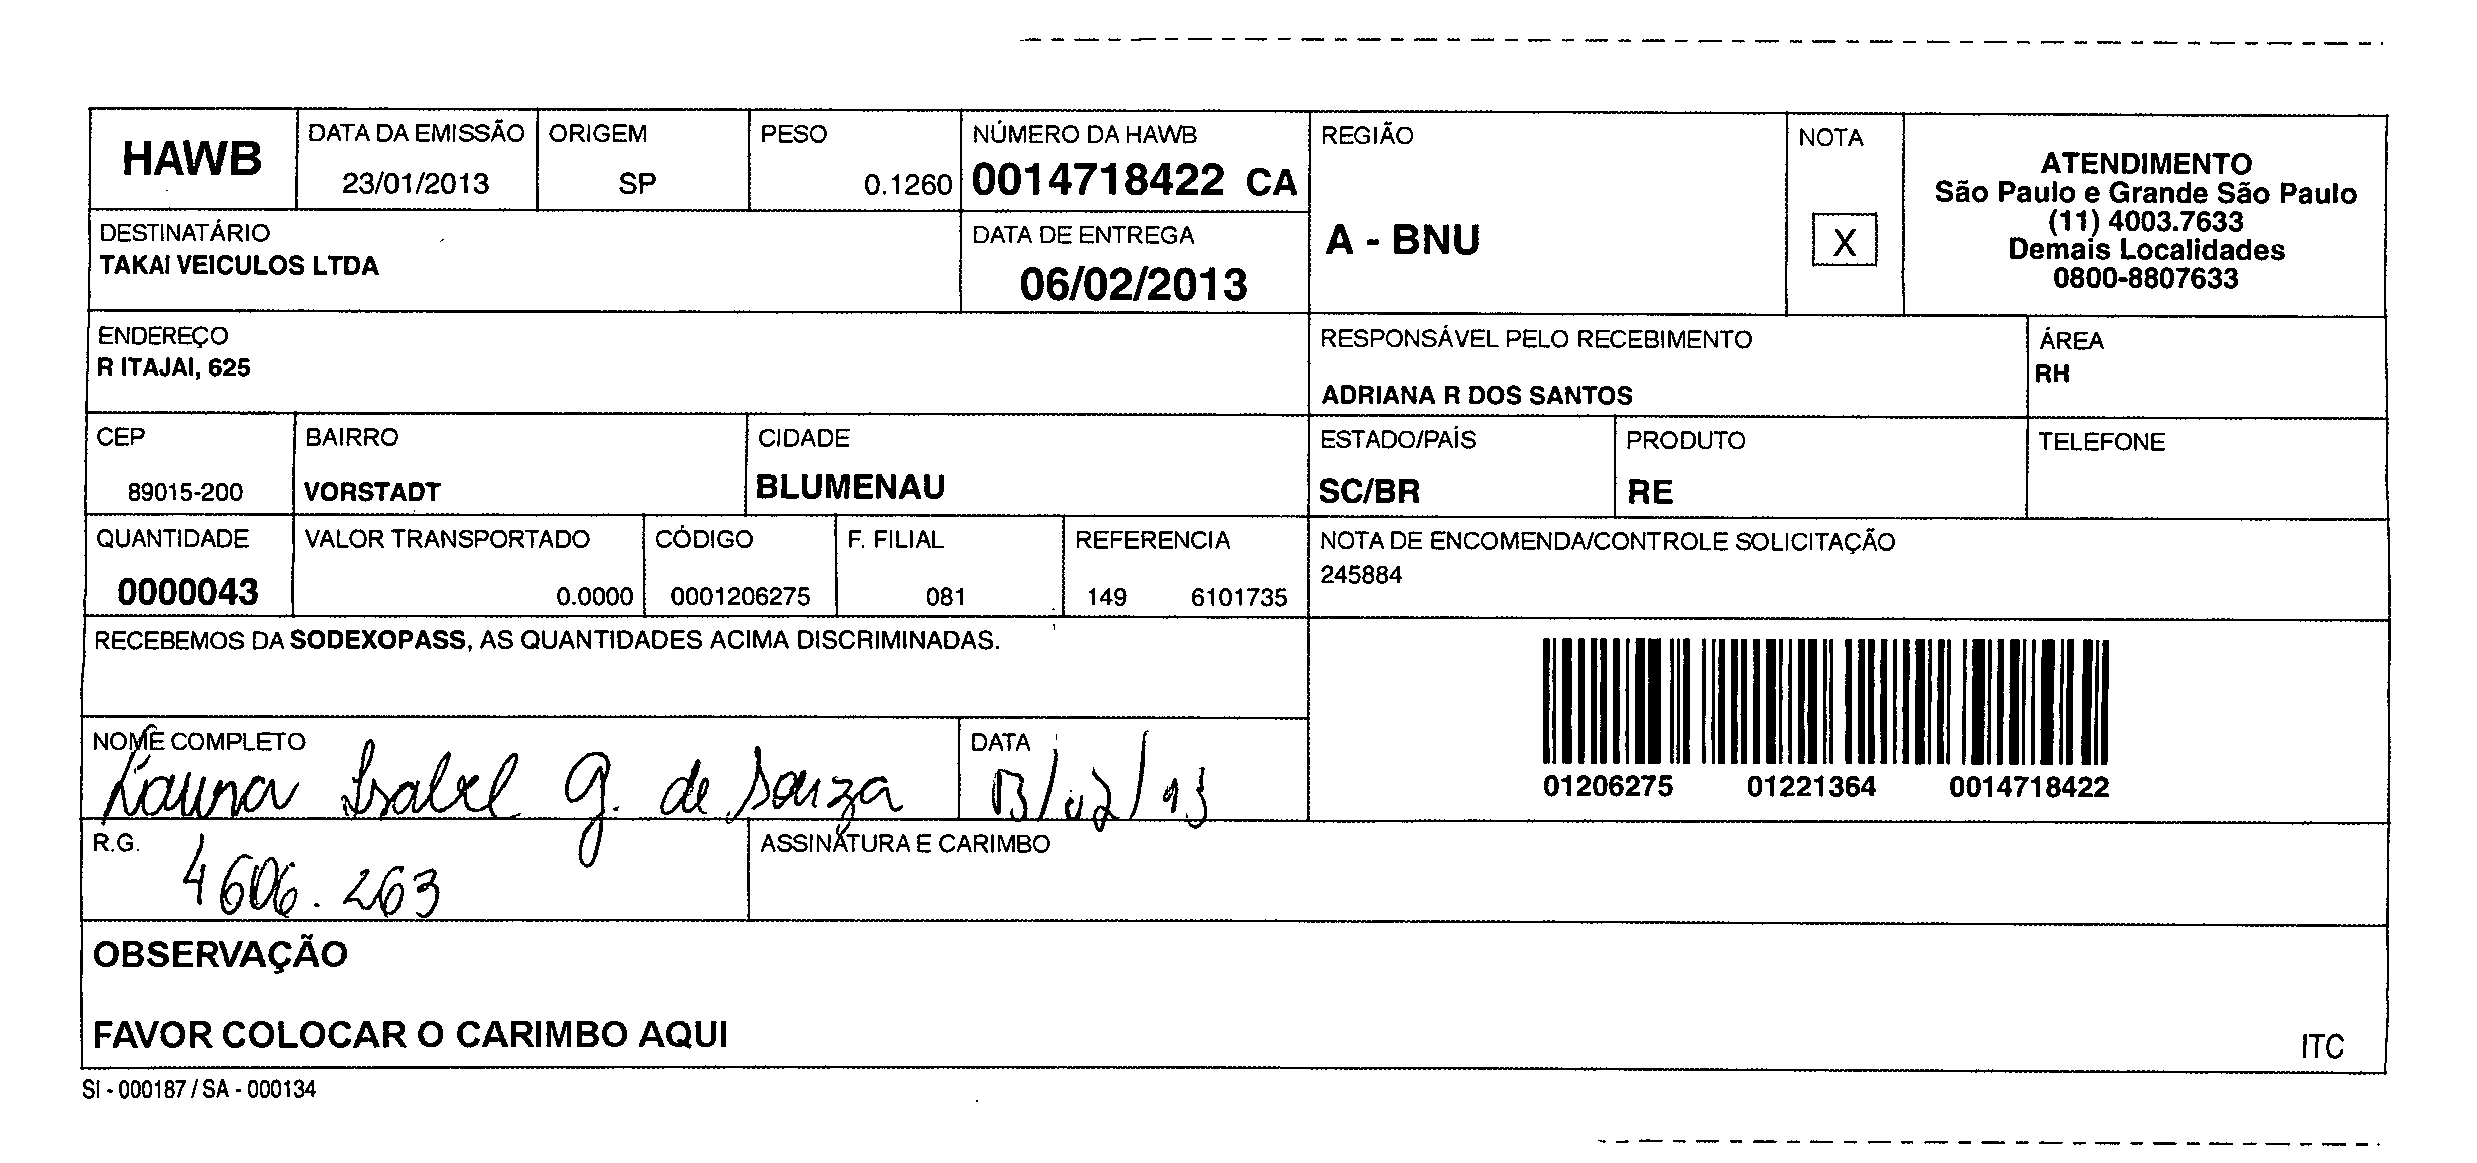 HAWB
DATA DA EMISSÃO
23/01/2013
ORIGEM
SP
PESO
0.1260
NÚMERO DA HAWB
0014718422 CA
REGIÃO
A - BNU
NOTA
X
ATENDIMENTO
São Paulo e Grande São Paulo
(11) 4003.7633
Demais Localidades
0800-8807633
DESTINATÁRIO
TAKAI VEICULOS LTDA
DATA DE ENTREGA
06/02/2013
ENDEREÇO
R ITAJAI, 625
RESPONSÁVEL PELO RECEBIMENTO
ADRIANA R DOS SANTOS
ÁREA
RH
CEP
89015-200
BAIRRO
VORSTADT
CIDADE
BLUMENAU
ESTADO/PAÍS
SC/BR
PRODUTO
RE
TELEFONE
QUANTIDADE
0000043
VALOR TRANSPORTADO
0.0000
CÓDIGO
0001206275
F. FILIAL
081
REFERENCIA
149 6101735
NOTA DE ENCOMENDA/CONTROLE SOLICITAÇÃO
245884
RECEBEMOS DA SODEXOPASS, AS QUANTIDADES ACIMA DISCRIMINADAS.
01206275 01221364 0014718422
NOME COMPLETO
Isabel G. de Souza
DATA
R.G.
4606.263
ASSINATURA E CARIMBO
OBSERVAÇÃO
FAVOR COLOCAR O CARIMBO AQUI
ITC
SI - 000187 / SA - 000134